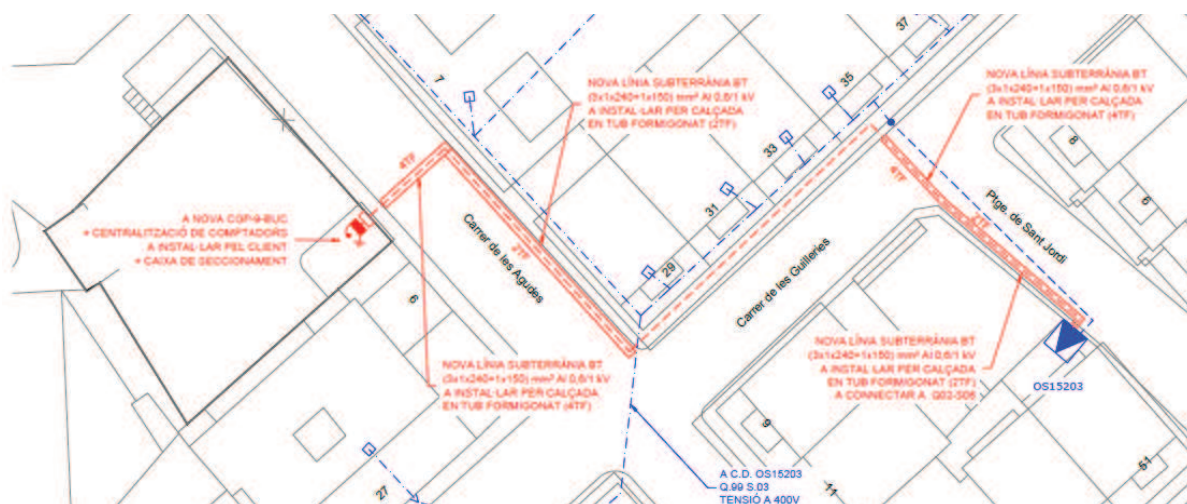 37
7
NOVA LÍNIA SUBTERRÀNIA BT
(3x1x240+1x150) mm² Al 0,6/1 kV
A INSTAL·LAR PER CALÇADA
EN TUB FORMIGONAT (2TF)
35
NOVA LÍNIA SUBTERRÀNIA BT
(3x1x240+1x150) mm² Al 0,6/1 kV
A INSTAL·LAR PER CALÇADA
EN TUB FORMIGONAT (4TF)
33
8
4TF
4TF
6
31
Ptge. de Sant Jordi
A NOVA CGP-9-BUC
+ CENTRALITZACIÓ DE COMPTADORS
A INSTAL·LAR PEL CLIENT
+ CAIXA DE SECCIONAMENT
Carrer de les Agudes
2TF
2TF
29
Carrer de les Guilleries
6
NOVA LÍNIA SUBTERRÀNIA BT
(3x1x240+1x150) mm² Al 0,6/1 kV
A INSTAL·LAR PER CALÇADA
EN TUB FORMIGONAT (4TF)
NOVA LÍNIA SUBTERRÀNIA BT
(3x1x240+1x150) mm² Al 0,6/1 kV
A INSTAL·LAR PER CALÇADA
EN TUB FORMIGONAT (2TF)
A CONNECTAR A Q02-S06
OS15203
9
27
A C.D. OS15203
Q.99 S.03
TENSIÓ A 400V
11
51